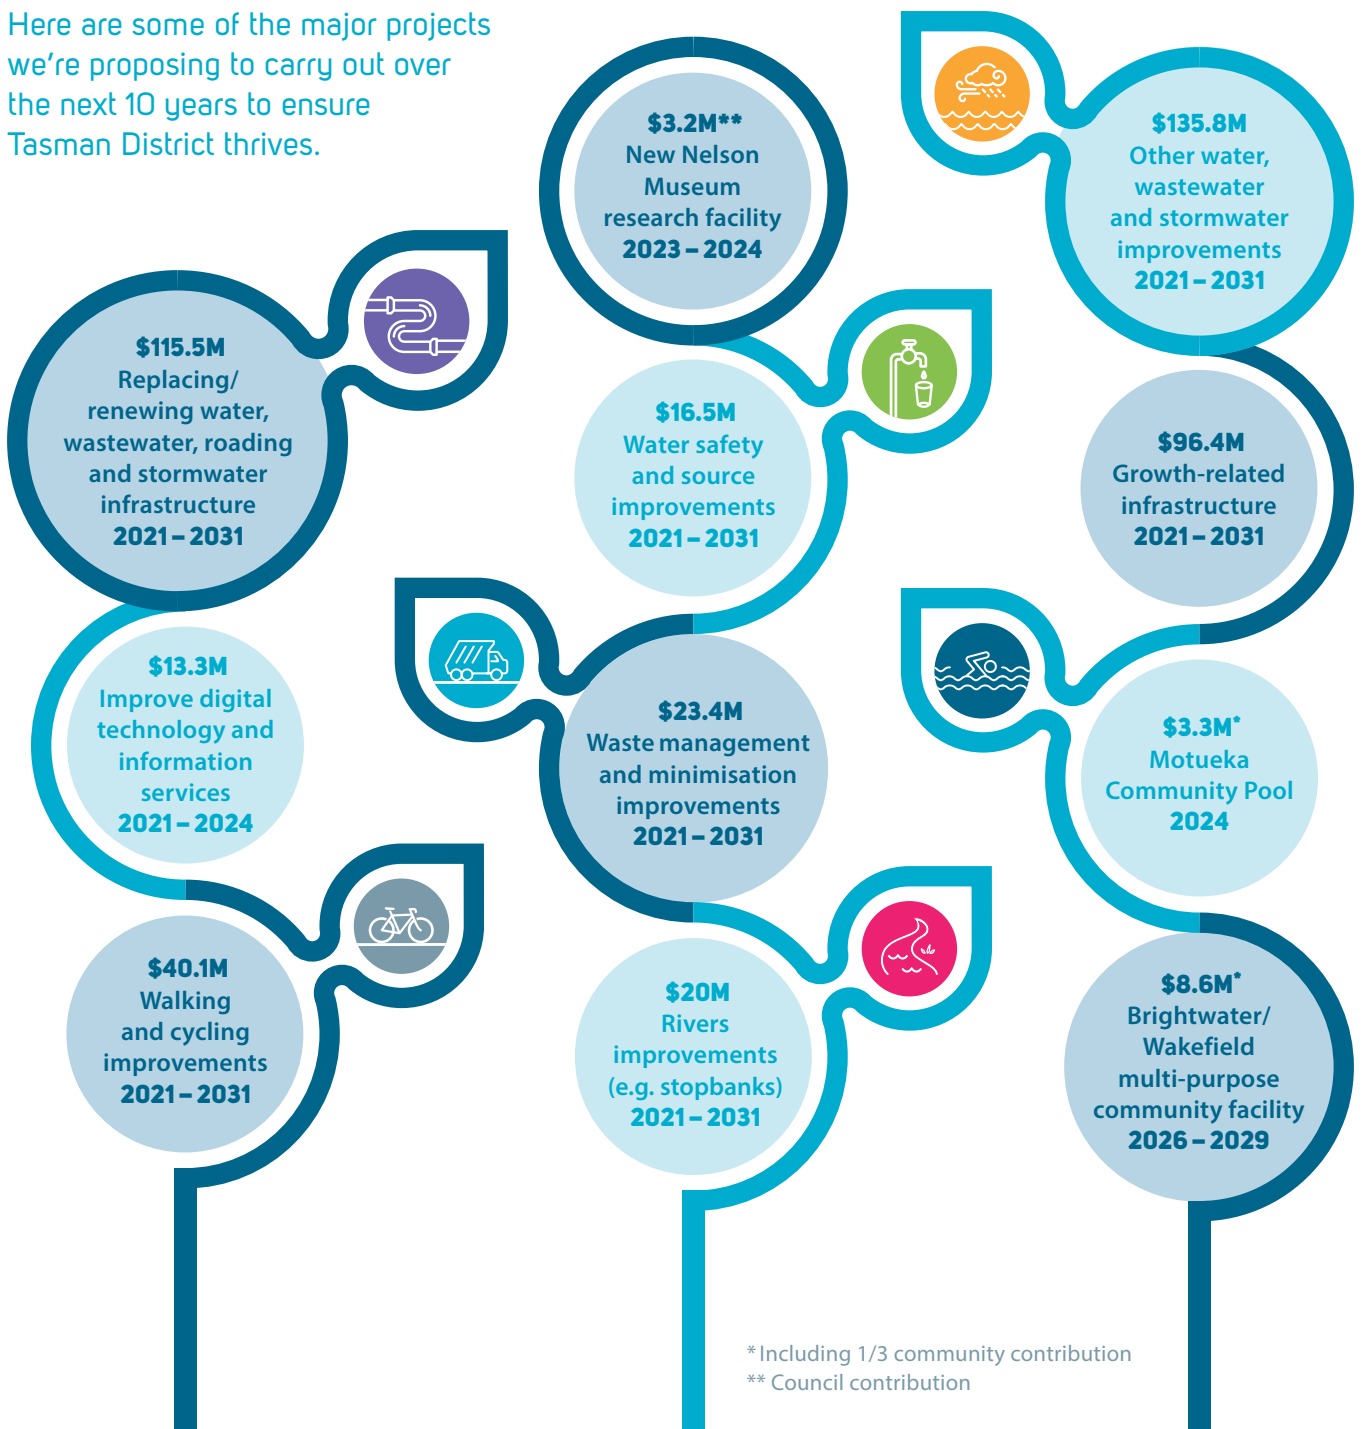 Here are some of the major projects
we're proposing to carry out over
the next 10 years to ensure
Tasman District thrives.
$115.5M
Replacing/
renewing water,
wastewater, roading
and stormwater
infrastructure
2021 – 2031
$13.3M
Improve digital
technology and
information
services
2021 – 2024
$40.1M
Walking
and cycling
improvements
2021 – 2031
$3.2M**
New Nelson
Museum
research facility
2023 – 2024
$16.5M
Water safety
and source
improvements
2021 – 2031
$23.4M
Waste management
and minimisation
improvements
2021 – 2031
$20M
Rivers
improvements
(e.g. stopbanks)
2021 – 2031
$135.8M
Other water,
wastewater
and stormwater
improvements
2021 – 2031
$96.4M
Growth-related
infrastructure
2021 – 2031
$3.3M*
Motueka
Community Pool
2024
$8.6M*
Brightwater/
Wakefield
multi-purpose
community facility
2026 – 2029
* Including 1/3 community contribution
** Council contribution